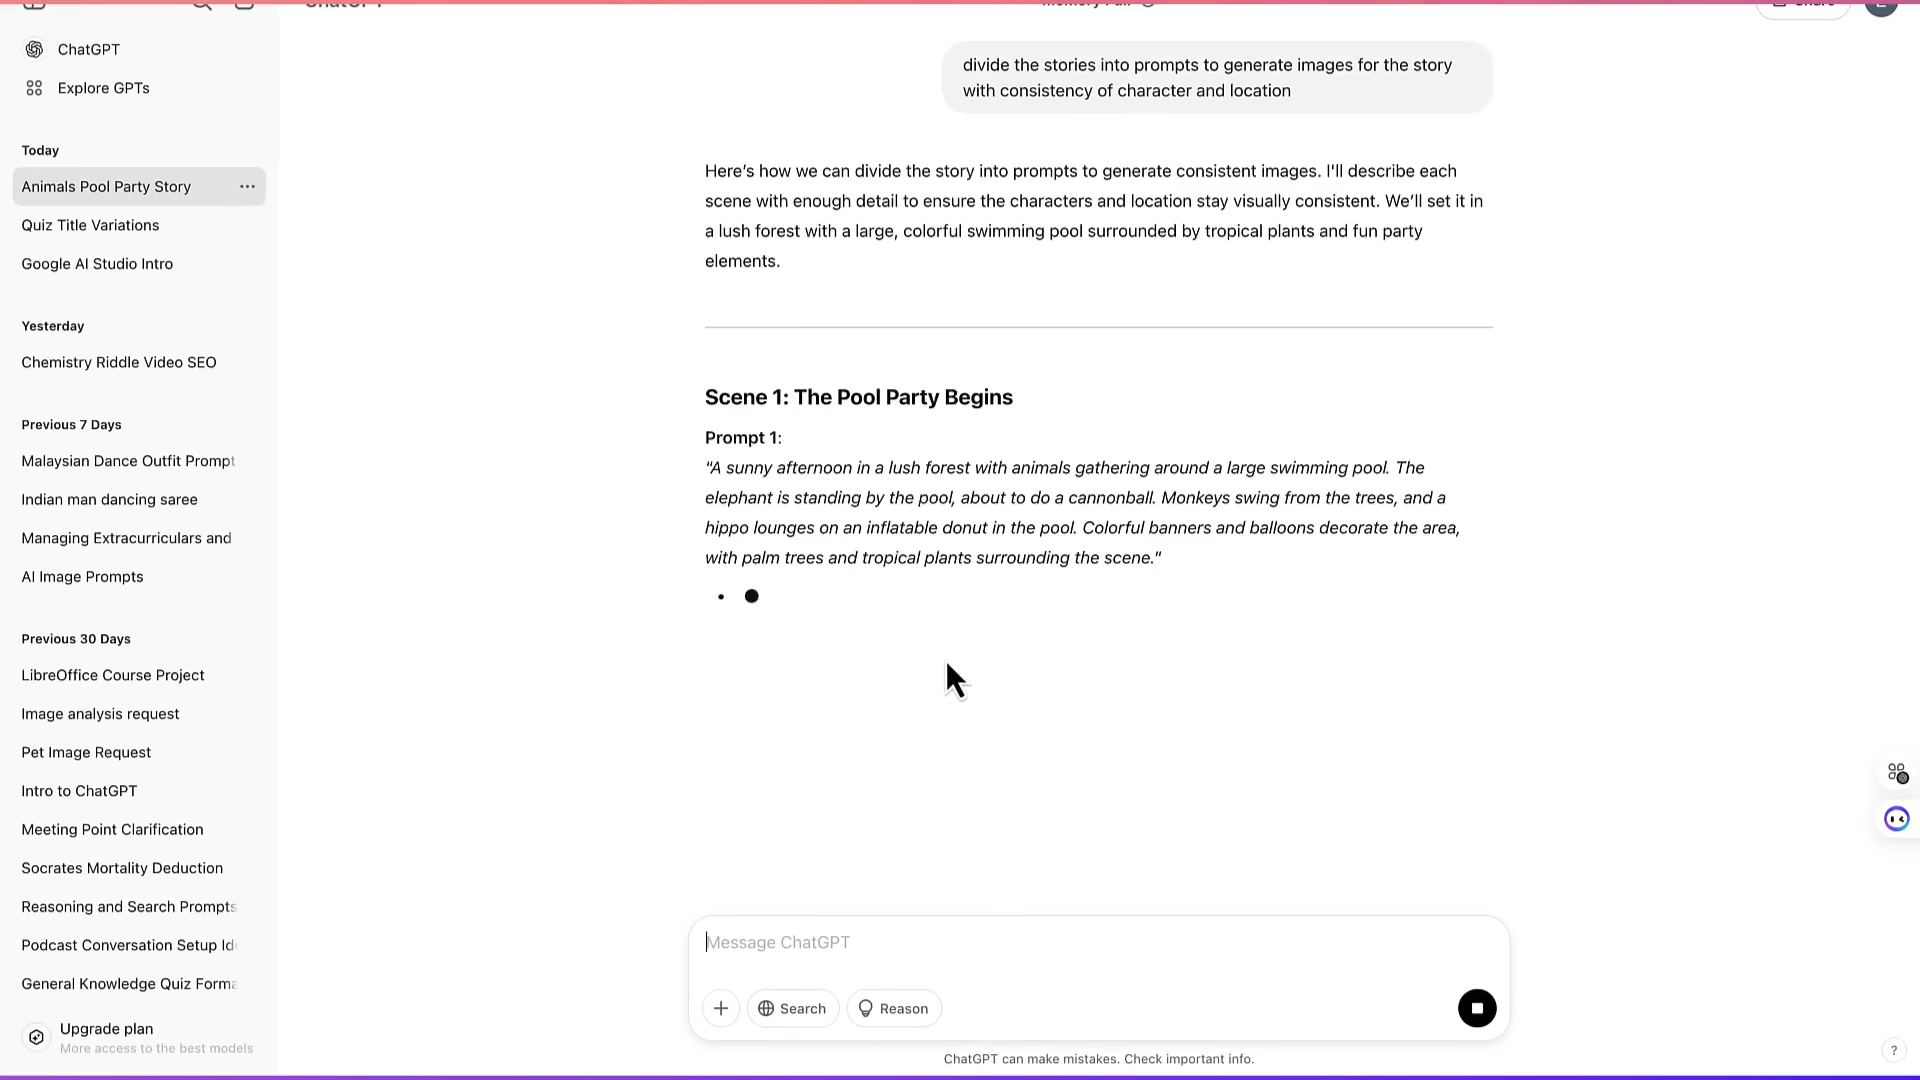 ChatGPT
Explore GPTs
Today
Animals Pool Party Story
Quiz Title Variations
Google AI Studio Intro
Yesterday
Chemistry Riddle Video SEO
Previous 7 Days
Malaysian Dance Outfit Prompt
Indian man dancing saree
Managing Extracurriculars and
AI Image Prompts
Previous 30 Days
LibreOffice Course Project
Image analysis request
Pet Image Request
Intro to ChatGPT
Meeting Point Clarification
Socrates Mortality Deduction
Reasoning and Search Prompts
Podcast Conversation Setup Id
General Knowledge Quiz Forma
Upgrade plan
More access to the best models
divide the stories into prompts to generate images for the story
with consistency of character and location
Here’s how we can divide the story into prompts to generate consistent images. I'll describe each
scene with enough detail to ensure the characters and location stay visually consistent. We’ll set it in
a lush forest with a large, colorful swimming pool surrounded by tropical plants and fun party
elements.
Scene 1: The Pool Party Begins
Prompt 1:
"A sunny afternoon in a lush forest with animals gathering around a large swimming pool. The
elephant is standing by the pool, about to do a cannonball. Monkeys swing from the trees, and a
hippo lounges on an inflatable donut in the pool. Colorful banners and balloons decorate the area,
with palm trees and tropical plants surrounding the scene."
Message ChatGPT
Search
Reason
ChatGPT can make mistakes. Check important info.
?